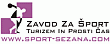 Zavod Za Šport
Turizem In Prosti Čas
www.sport-sezana.com